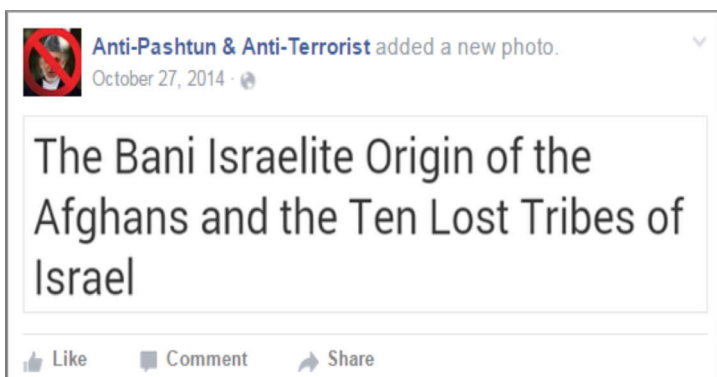 Anti-Pashtun & Anti-Terrorist added a new photo.
October 27, 2014 ·
The Bani Israelite Origin of the
Afghans and the Ten Lost Tribes of
Israel
Like Comment Share